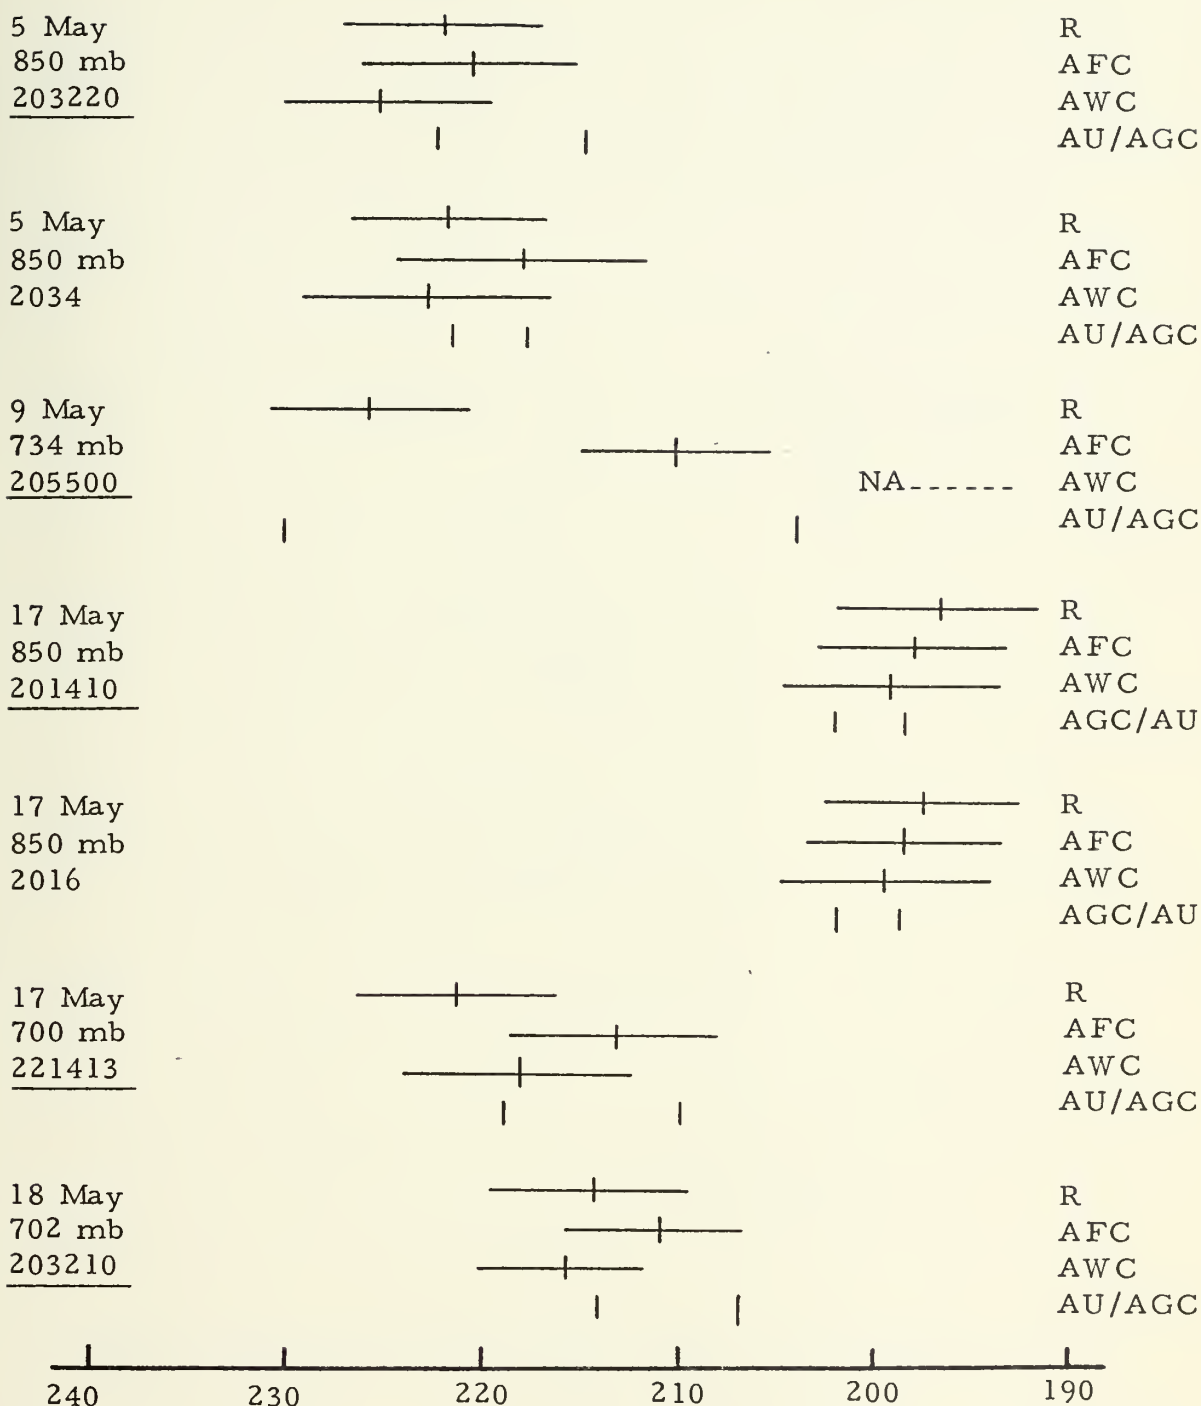 5 May R
850 mb AFC
203220 AWC
AU/AGC
5 May R
850 mb AFC
2034 AWC
AU/AGC
9 May R
734 mb AFC
205500 NA------ AWC
AU/AGC
17 May R
850 mb AFC
201410 AWC
AGC/AU
17 May R
850 mb AFC
2016 AWC
AGC/AU
17 May R
700 mb AFC
221413 AWC
AU/AGC
18 May R
702 mb AFC
203210 AWC
AU/AGC
240 230 220 210 200 190